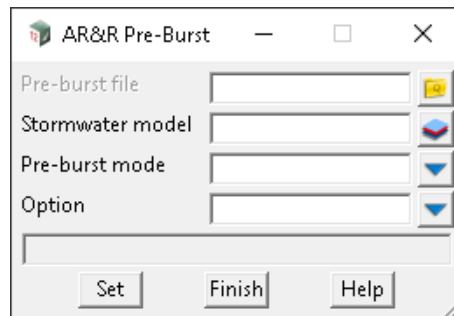 AR&R Pre-Burst
Pre-burst file
Stormwater model
Pre-burst mode
Option
Set Finish Help